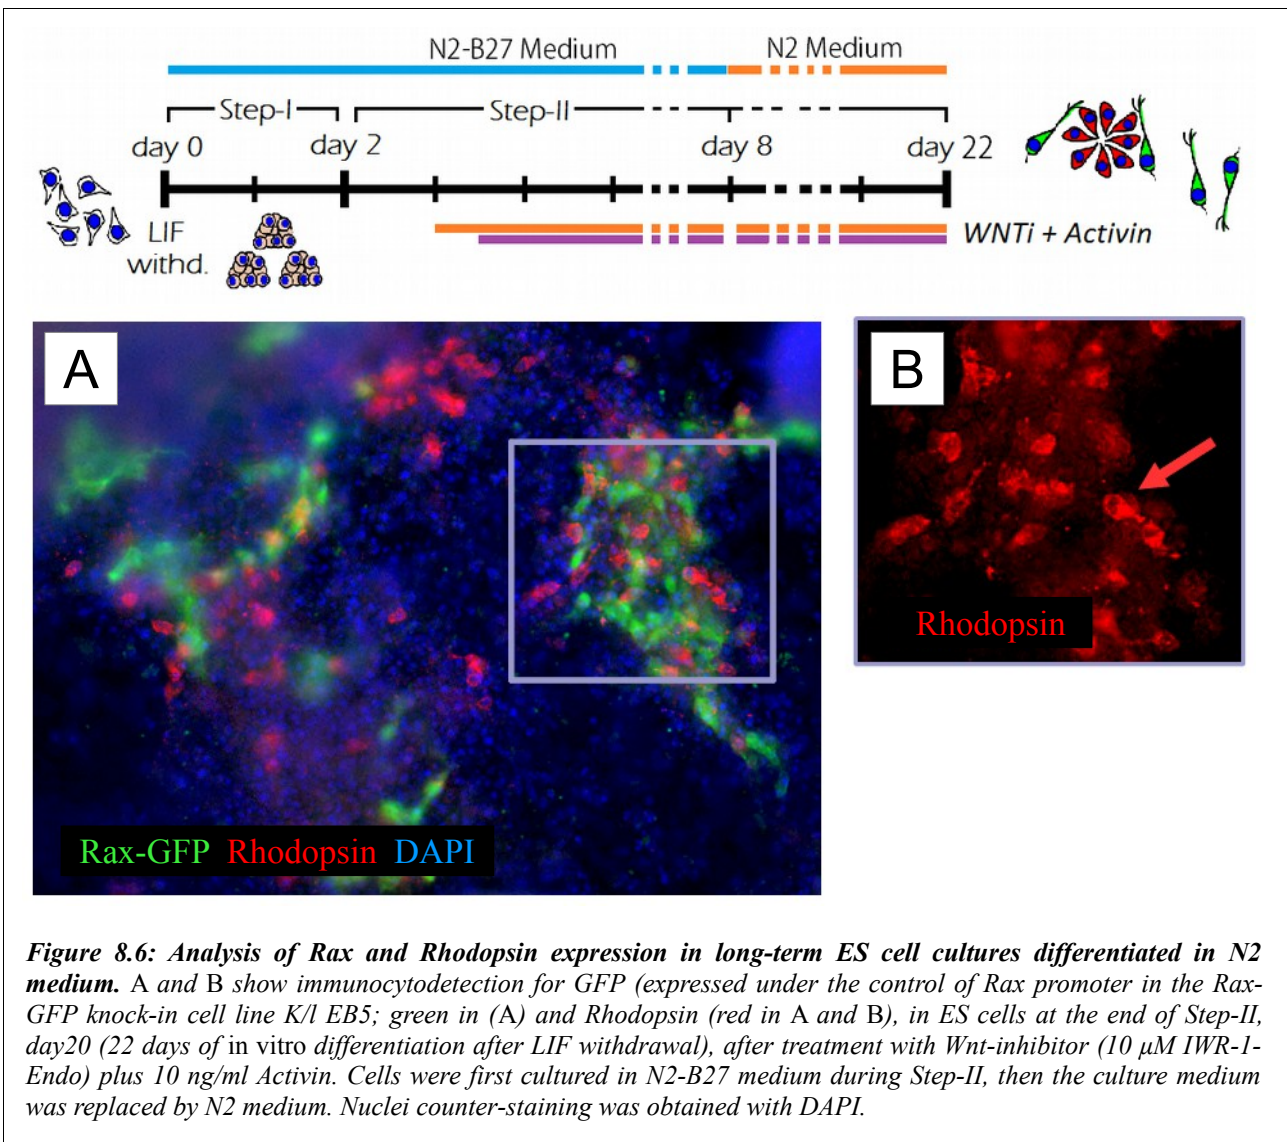 N2-B27 Medium
N2 Medium
Step-I
Step-II
day 0
day 2
day 8
day 22
LIF
withd.
WNTi + Activin
A
B
Rhodopsin
Rax-GFP Rhodopsin DAPI
Figure 8.6: Analysis of Rax and Rhodopsin expression in long-term ES cell cultures differentiated in N2
medium. A and B show immunocytodetection for GFP (expressed under the control of Rax promoter in the Rax-
GFP knock-in cell line K/I EB5; green in (A) and Rhodopsin (red in A and B), in ES cells at the end of Step-II,
day20 (22 days of in vitro differentiation after LIF withdrawal), after treatment with Wnt-inhibitor (10 μM IWR-1-
Endo) plus 10 ng/ml Activin. Cells were first cultured in N2-B27 medium during Step-II, then the culture medium
was replaced by N2 medium. Nuclei counter-staining was obtained with DAPI.